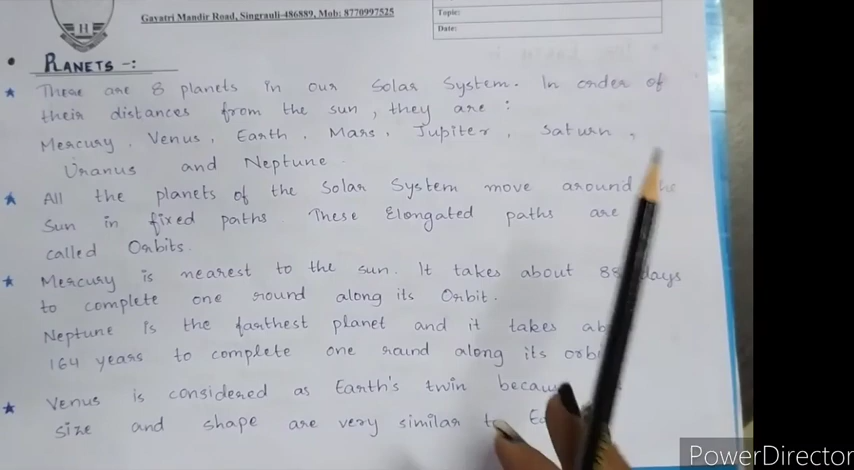 H
Gayatri Mandir Road, Singrauli-486889, Mob: 8770997525
Topic:
Date:
PLANETS -:
There are 8 planets in our Solar System. In order of
their distances from the sun, they are :
Mercury, Venus, Earth, Mars, Jupiter, Saturn,
Uranus and Neptune.
All the planets of the Solar System move around
Sun in fixed paths. These Elongated paths are
called Orbits.
Mercury is nearest to the sun. It takes about 88 days
to complete one round along its Orbit.
Neptune is the farthest planet and it takes
164 years to complete one round along its
Venus is considered as Earth's twin
size and shape are very similar
PowerDirector